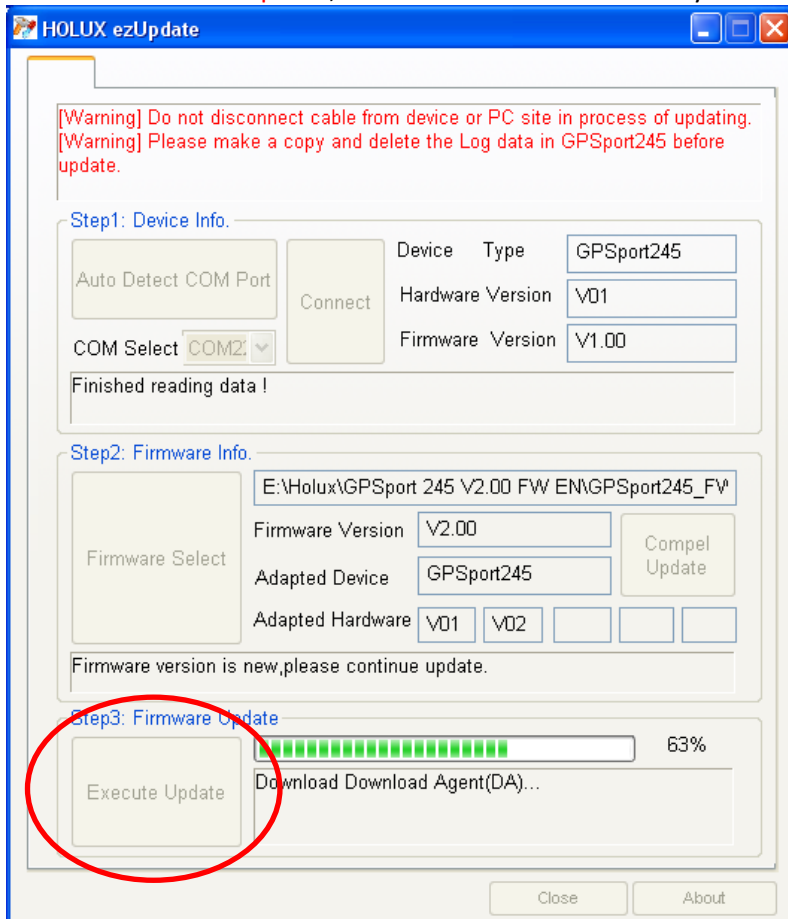 HOLUX ezUpdate
[Warning] Do not disconnect cable from device or PC site in process of updating.
[Warning] Please make a copy and delete the Log data in GPSport245 before
update.
Step1: Device Info.
Auto Detect COM Port
Connect
Device Type GPSport245
Hardware Version V01
Firmware Version V1.00
COM Select COM2
Finished reading data !
Step2: Firmware Info.
Firmware Select
E:\Holux\GPSport 245 V2.00 FW EN\GPSport245_FW
Firmware Version V2.00
Compel
Update
Adapted Device GPSport245
Adapted Hardware V01 V02
Firmware version is new,please continue update.
Step3: Firmware Update
63%
Execute Update
Download Download Agent(DA)...
Close About